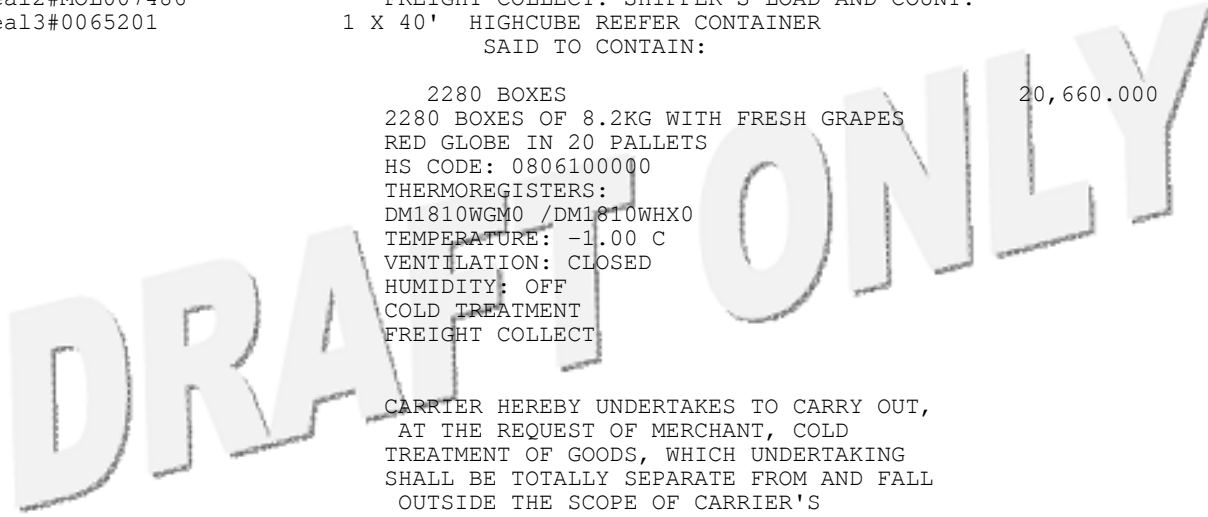 FREIGHT COLLECT. SHIPPER'S LOAD AND COUNT.
eal3#0065201 1 X 40' HIGHCUBE REEFER CONTAINER
SAID TO CONTAIN:
2280 BOXES 20,660.000
2280 BOXES OF 8.2KG WITH FRESH GRAPES
RED GLOBE IN 20 PALLETS
HS CODE: 0806100000
THERMOREGISTERS:
DM1810WGM0 /DM1810WHX0
TEMPERATURE: -1.00 C
VENTILATION: CLOSED
HUMIDITY: OFF
COLD TREATMENT
FREIGHT COLLECT
CARRIER HEREBY UNDERTAKES TO CARRY OUT,
AT THE REQUEST OF MERCHANT, COLD
TREATMENT OF GOODS, WHICH UNDERTAKING
SHALL BE TOTALLY SEPARATE FROM AND FALL
OUTSIDE THE SCOPE OF CARRIER'S
DRAFT ONLY